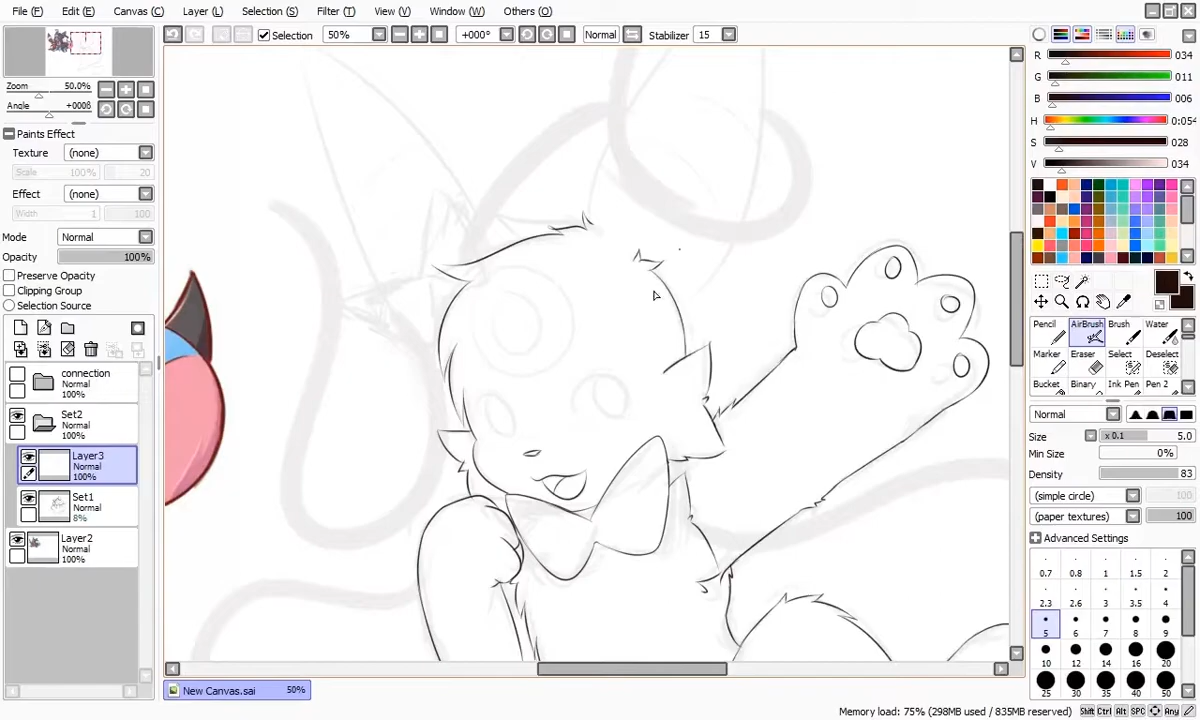 File (F) Edit (E) Canvas (C) Layer (L) Selection (S) Filter (T) View (V) Window (W) Others (O)
Selection 50% +000° Normal Stabilizer 15
Zoom 50.0%
Angle +000ß
Paints Effect
Texture (none)
Scale 100% 20
Effect (none)
Width 1 100
Mode Normal
Opacity 100%
Preserve Opacity
Clipping Group
Selection Source
connection
Normal
100%
Set2
100%
Layer3
Normal
100%
Set1
Normal
8%
Layer2
Normal
100%
R 034
G 011
B 006
H 0:054
S 028
V 034
Pencil AirBrush Brush Water
Marker Eraser Select Deselect
Bucket Binary Ink Pen Pen 2
Normal
Size x 0.1 5.0
Min Size 0%
Density 83
(simple circle) 100
(paper textures) 100
Advanced Settings
0.7 0.8 1 1.5 2
2.3 2.6 3 3.5 4
5 6 7 8 9
10 12 14 16 20
25 30 35 40 50
New Canvas.sai 50%
Memory load: 75% (298MB used / 835MB reserved) Shift Ctrl Alt SPC Any